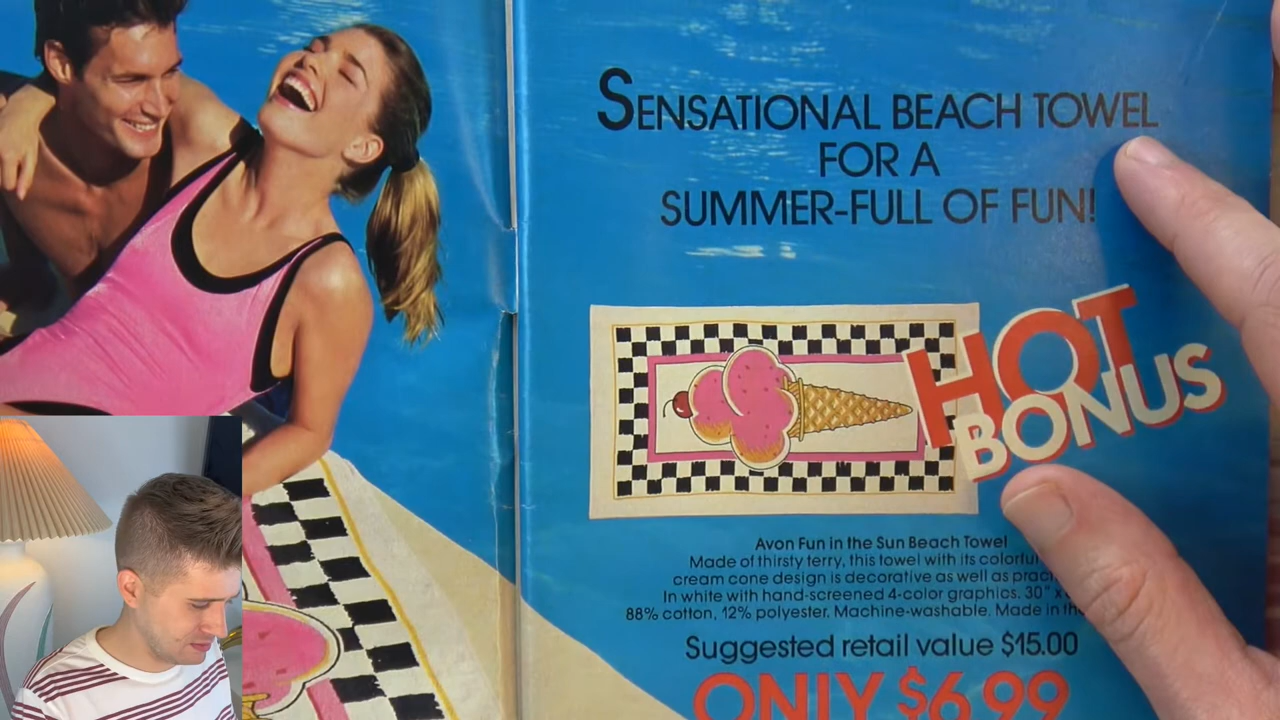 SENSATIONAL BEACH TOWEL
FOR A
SUMMER-FULL OF FUN!
HOT
BONUS
Avon Fun in the Sun Beach Towel
Made of thirsty terry, this towel with its
cream cone design is decorative as well as
In white with hand-screened 4-color graphics. 30"
88% cotton, 12% polyester. Machine-washable. Made in
Suggested retail value $15.00
ONLY $6.99